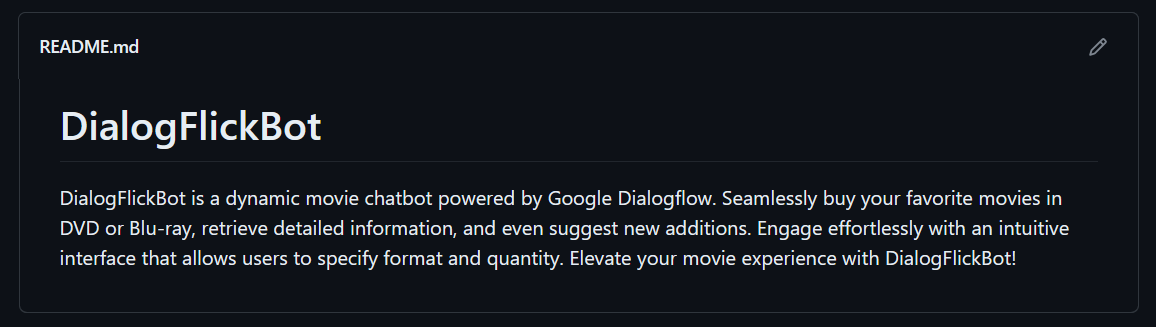 README.md
DialogFlickBot
DialogFlickBot is a dynamic movie chatbot powered by Google Dialogflow. Seamlessly buy your favorite movies in
DVD or Blu-ray, retrieve detailed information, and even suggest new additions. Engage effortlessly with an intuitive
interface that allows users to specify format and quantity. Elevate your movie experience with DialogFlickBot!